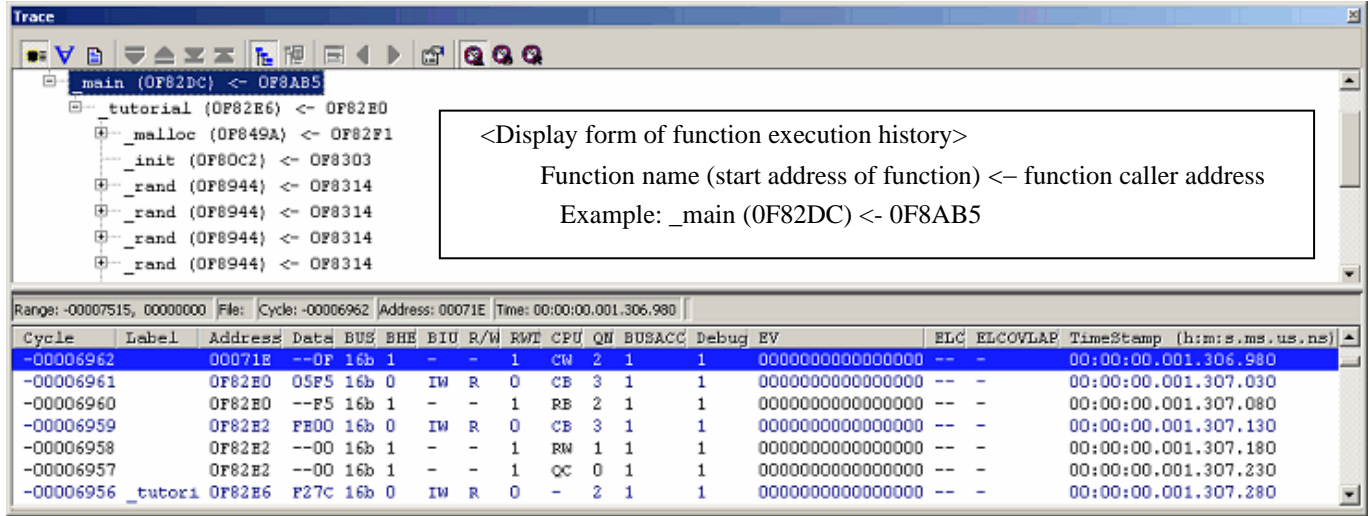 Trace
_main (0F82DC) <- 0F8AB5
_tutorial (0F82E6) <- 0F82E0
_malloc (0F849A) <- 0F82F1
_init (0F80C2) <- 0F8303
_rand (0F8944) <- 0F8314
_rand (0F8944) <- 0F8314
_rand (0F8944) <- 0F8314
_rand (0F8944) <- 0F8314
<Display form of function execution history>
Function name (start address of function) <– function caller address
Example: _main (0F82DC) <- 0F8AB5
Range: -00007515, 00000000 File: Cycle: -00006962 Address: 00071E Time: 00:00:00.001.306.980
Cycle Label Address Data BUS BHE BIU R/W RWT CPU QN BUSACC Debug EV ELC ELCOVLAP TimeStamp (h:m:s.ms.us.ns)
-00006962 00071E --0F 16b 1 - - 1 CW 2 1 1 0000000000000000 -- - 00:00:00.001.306.980
-00006961 0F82E0 05F5 16b 0 IW R 0 CB 3 1 1 0000000000000000 -- - 00:00:00.001.307.030
-00006960 0F82E0 --F5 16b 1 - - 1 RB 2 1 1 0000000000000000 -- - 00:00:00.001.307.080
-00006959 0F82E2 FE00 16b 0 IW R 0 CB 3 1 1 0000000000000000 -- - 00:00:00.001.307.130
-00006958 0F82E2 --00 16b 1 - - 1 RW 1 1 1 0000000000000000 -- - 00:00:00.001.307.180
-00006957 0F82E2 --00 16b 1 - - 1 QC 0 1 1 0000000000000000 -- - 00:00:00.001.307.230
-00006956 _tutori 0F82E6 F27C 16b 0 IW R 0 - 2 1 1 0000000000000000 -- - 00:00:00.001.307.280